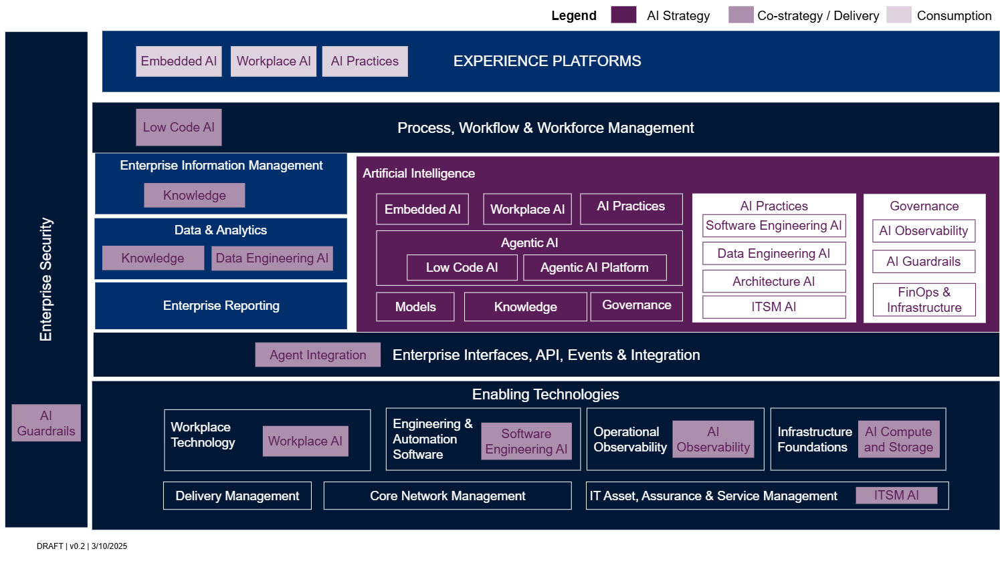 Legend
AI Strategy
Co-strategy / Delivery
Consumption
Embedded AI
Workplace AI
AI Practices
EXPERIENCE PLATFORMS
Low Code AI
Process, Workflow & Workforce Management
Enterprise Security
AI
Guardrails
Enterprise Information Management
Knowledge
Data & Analytics
Knowledge
Data Engineering AI
Enterprise Reporting
Artificial Intelligence
Embedded AI
Workplace AI
AI Practices
Agentic AI
Low Code AI
Agentic AI Platform
Models
Knowledge
Governance
AI Practices
Software Engineering AI
Data Engineering AI
Architecture AI
ITSM AI
Governance
AI Observability
AI Guardrails
FinOps &
Infrastructure
Agent Integration
Enterprise Interfaces, API, Events & Integration
Enabling Technologies
Workplace
Technology
Workplace AI
Engineering &
Automation
Software
Software
Engineering AI
Operational
Observability
AI
Observability
Infrastructure
Foundations
AI Compute
and Storage
Delivery Management
Core Network Management
IT Asset, Assurance & Service Management
ITSM AI
DRAFT | v0.2 | 3/10/2025